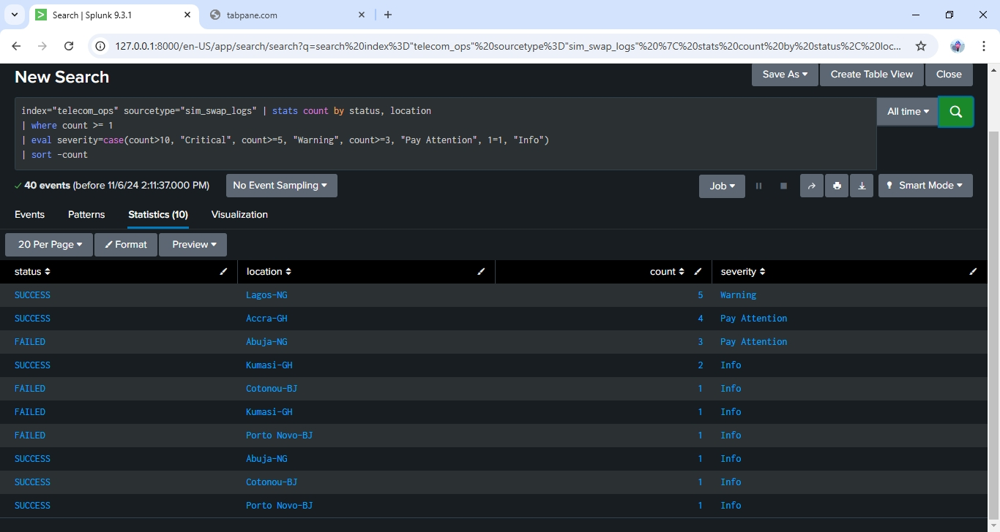 Search | Splunk 9.3.1
tabpane.com
127.0.0.1:8000/en-US/app/search/search?q=search%20index%3D"telecom_ops"%20sourcetype%3D"sim_swap_logs"%20%7C%20stats%20count%20by%20status%2C%20loc...
New Search
Save As
Create Table View
Close
index="telecom_ops" sourcetype="sim_swap_logs" | stats count by status, location
| where count >= 1
| eval severity=case(count>10, "Critical", count>=5, "Warning", count>=3, "Pay Attention", 1=1, "Info")
| sort -count
All time
40 events (before 11/6/24 2:11:37.000 PM)
No Event Sampling
Job
Smart Mode
Events Patterns Statistics (10) Visualization
20 Per Page Format Preview
status location count severity
SUCCESS Lagos-NG 5 Warning
SUCCESS Accra-GH 4 Pay Attention
FAILED Abuja-NG 3 Pay Attention
SUCCESS Kumasi-GH 2 Info
FAILED Cotonou-BJ 1 Info
FAILED Kumasi-GH 1 Info
FAILED Porto Novo-BJ 1 Info
SUCCESS Abuja-NG 1 Info
SUCCESS Cotonou-BJ 1 Info
SUCCESS Porto Novo-BJ 1 Info